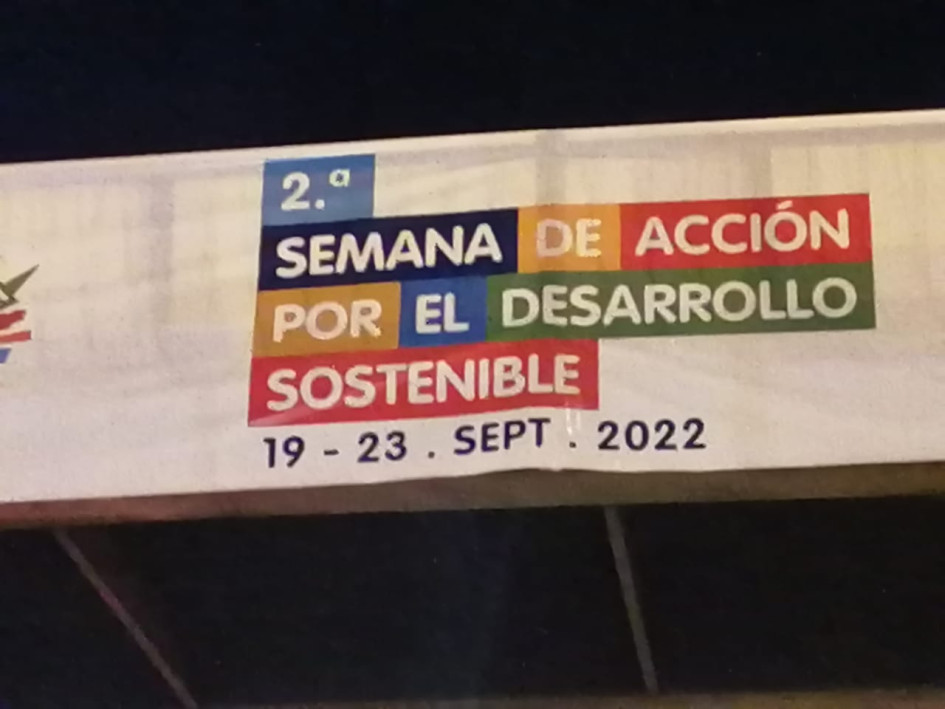 2.ª
SEMANA DE ACCIÓN
POR EL DESARROLLO
SOSTENIBLE
19 - 23 . SEPT . 2022